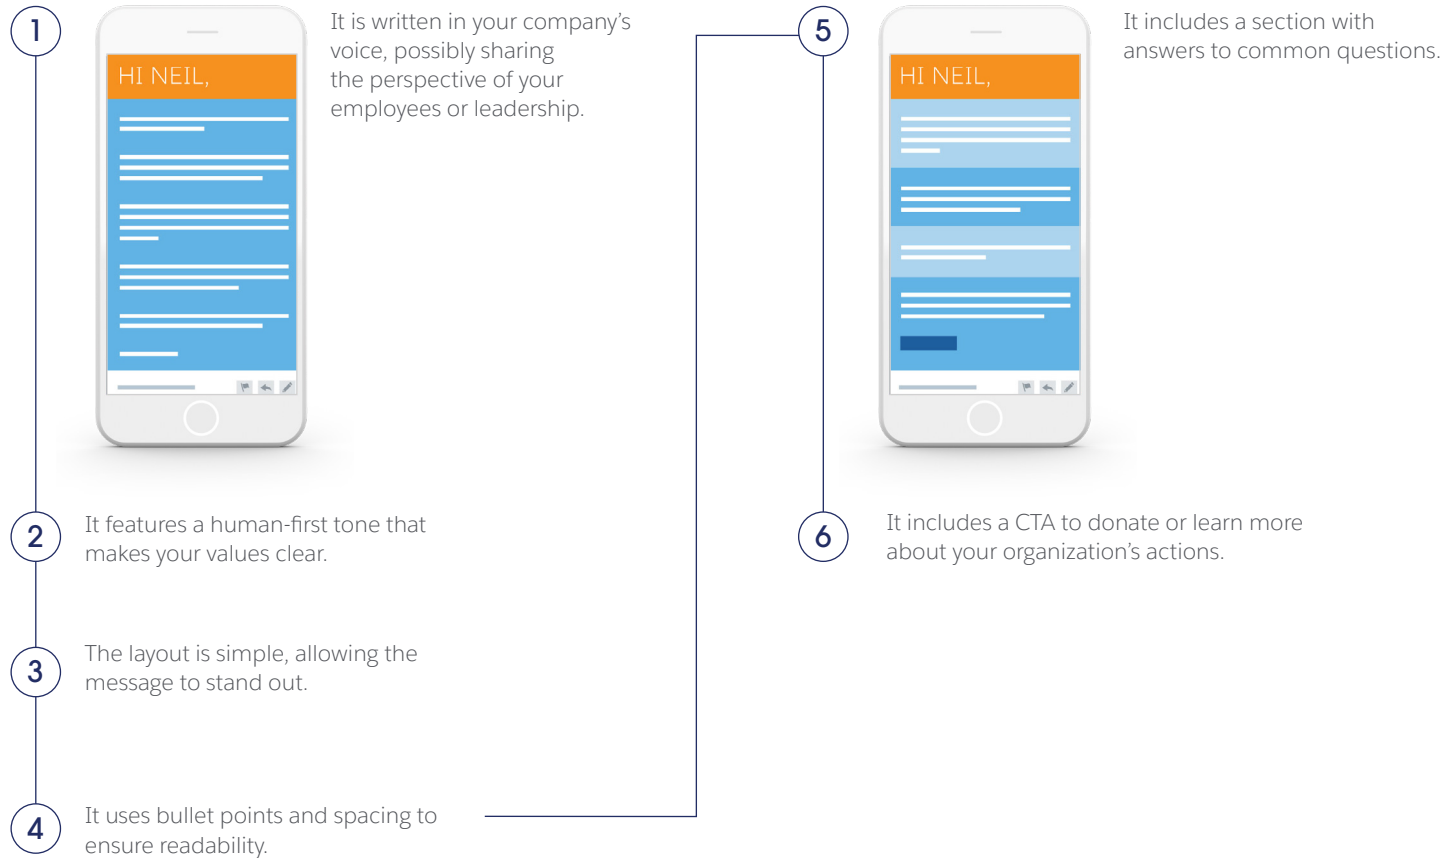 1
HI NEIL,
It is written in your company’s
voice, possibly sharing
the perspective of your
employees or leadership.
2
It features a human-first tone that
makes your values clear.
3
The layout is simple, allowing the
message to stand out.
4
It uses bullet points and spacing to
ensure readability.
5
HI NEIL,
It includes a section with
answers to common questions.
6
It includes a CTA to donate or learn more
about your organization’s actions.